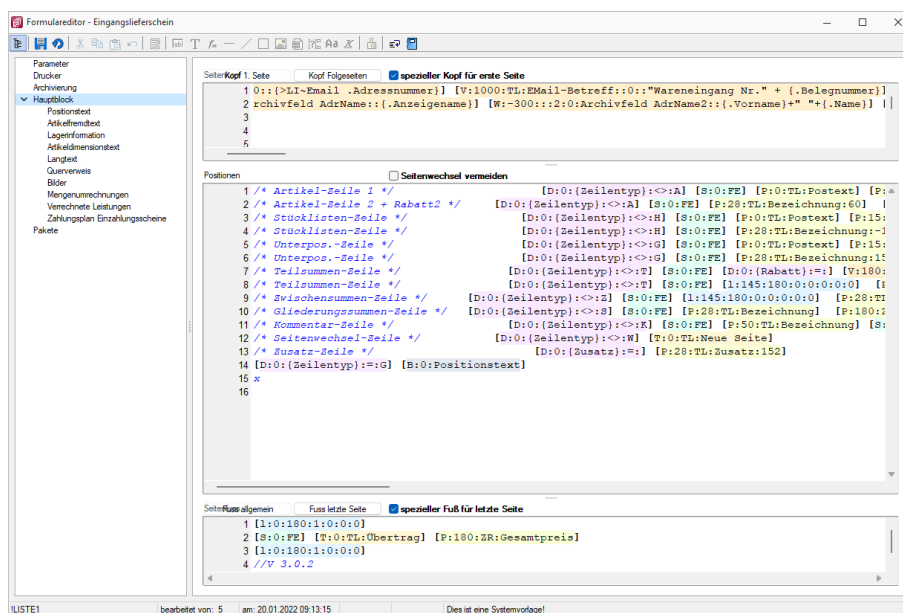 Formulareditor - Eingangslieferschein
Parameter
Drucker
Archivierung
Hauptblock
Positionstext
Artikelfremdtext
Lagerinformation
Artikeldimensionstext
Langtext
Querverweis
Bilder
Mengenumrechnungen
Verrechnete Leistungen
Zahlungsplan Einzahlungsscheine
Pakete
Kopf 1. Seite Kopf Folgeseiten spezieller Kopf für erste Seite
1 0::{>LI~Email .Adressnummer}] [V:1000:TL:EMail-Betreff::0::"Wareneingang Nr." + {.Belegnummer}]
2 rchivfeld AdrName::{.Anzeigename}] [W:-300:::2:0:Archivfeld AdrName2::{.Vorname}+" "+{.Name}] [
3
4
5
Positionen Seitenwechsel vermeiden
1 /* Artikel-Zeile 1 */ [D:0:{Zeilentyp}:<>:A] [S:0:FE] [P:0:TL:Postext] [P:
2 /* Artikel-Zeile 2 + Rabatt2 */ [D:0:{Zeilentyp}:<>:A] [S:0:FE] [P:28:TL:Bezeichnung:60] [
3 /* Stücklisten-Zeile */ [D:0:{Zeilentyp}:<>:H] [S:0:FE] [P:0:TL:Postext] [P:15:
4 /* Stücklisten-Zeile */ [D:0:{Zeilentyp}:<>:H] [S:0:FE] [P:28:TL:Bezeichnung:-1
5 /* Unterpos.-Zeile */ [D:0:{Zeilentyp}:<>:G] [S:0:FE] [P:0:TL:Postext] [P:15:
6 /* Unterpos.-Zeile */ [D:0:{Zeilentyp}:<>:G] [S:0:FE] [P:28:TL:Bezeichnung:15
7 /* Teilsummen-Zeile */ [D:0:{Zeilentyp}:<>:T] [S:0:FE] [D:0:{Rabatt}:=:] [V:180:
8 /* Teilsummen-Zeile */ [D:0:{Zeilentyp}:<>:T] [S:0:FE] [l:145:180:0:0:0:0:0] [P
9 /* Zwischensummen-Zeile */ [D:0:{Zeilentyp}:<>:Z] [S:0:FE] [l:145:180:0:0:0:0:0] [P:28:TL
10 /* Gliederungssummen-Zeile */ [D:0:{Zeilentyp}:<>:S] [S:0:FE] [P:28:TL:Bezeichnung] [P:180:Z
11 /* Kommentar-Zeile */ [D:0:{Zeilentyp}:<>:K] [S:0:FE] [P:50:TL:Bezeichnung] [S:
12 /* Seitenwechsel-Zeile */ [D:0:{Zeilentyp}:<>:W] [T:0:TL:Neue Seite]
13 /* Zusatz-Zeile */ [D:0:{Zusatz}:=:] [P:28:TL:Zusatz:152]
14 [D:0:{Zeilentyp}:=:G] [B:0:Positionstext]
15 x
16
Fuss allgemein Fuss letzte Seite spezieller Fuß für letzte Seite
1 [l:0:180:1:0:0:0]
2 [S:0:FE] [T:0:TL:Übertrag] [P:180:ZR:Gesamtpreis]
3 [l:0:180:1:0:0:0]
4 //V 3.0.2
!LISTE1 bearbeitet von: 5 am: 20.01.2022 09:13:15 Dies ist eine Systemvorlage!